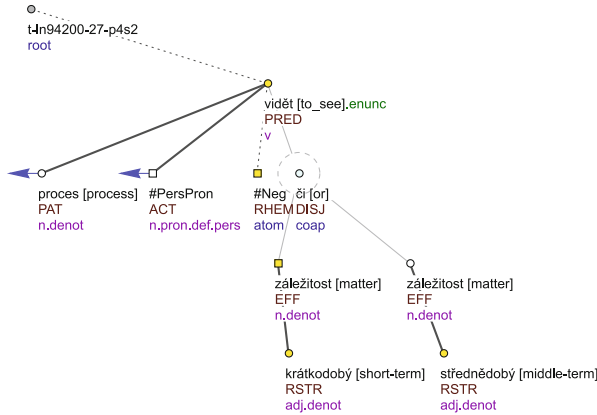 t-ln94200-27-p4s2
root
vidět [to_see].enunc
PRED
v
proces [process] #PersPron #Neg či [or]
PAT ACT RHEM DISJ
n.denot n.pron.def.pers atom coap
záležitost [matter] záležitost [matter]
EFF EFF
n.denot n.denot
krátkodobý [short-term] střednědobý [middle-term]
RSTR RSTR
adj.denot adj.denot